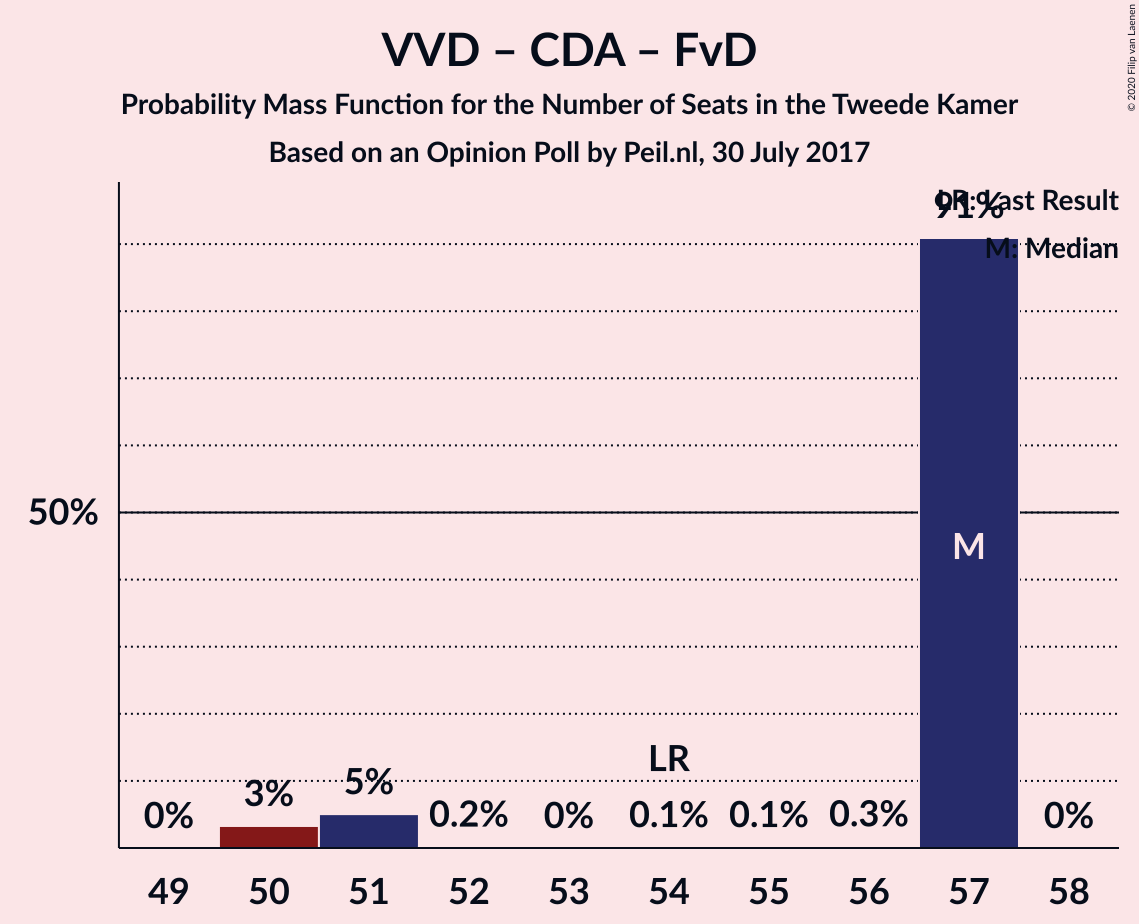 VVD – CDA – FvD
Probability Mass Function for the Number of Seats in the Tweede Kamer
Based on an Opinion Poll by Peil.nl, 30 July 2017
© 2020 Filip van Laenen
LR: Last Result
91%
M: Median
50%
M
LR
0% 3% 5% 0.2% 0% 0.1% 0.1% 0.3% 0%
49 50 51 52 53 54 55 56 57 58